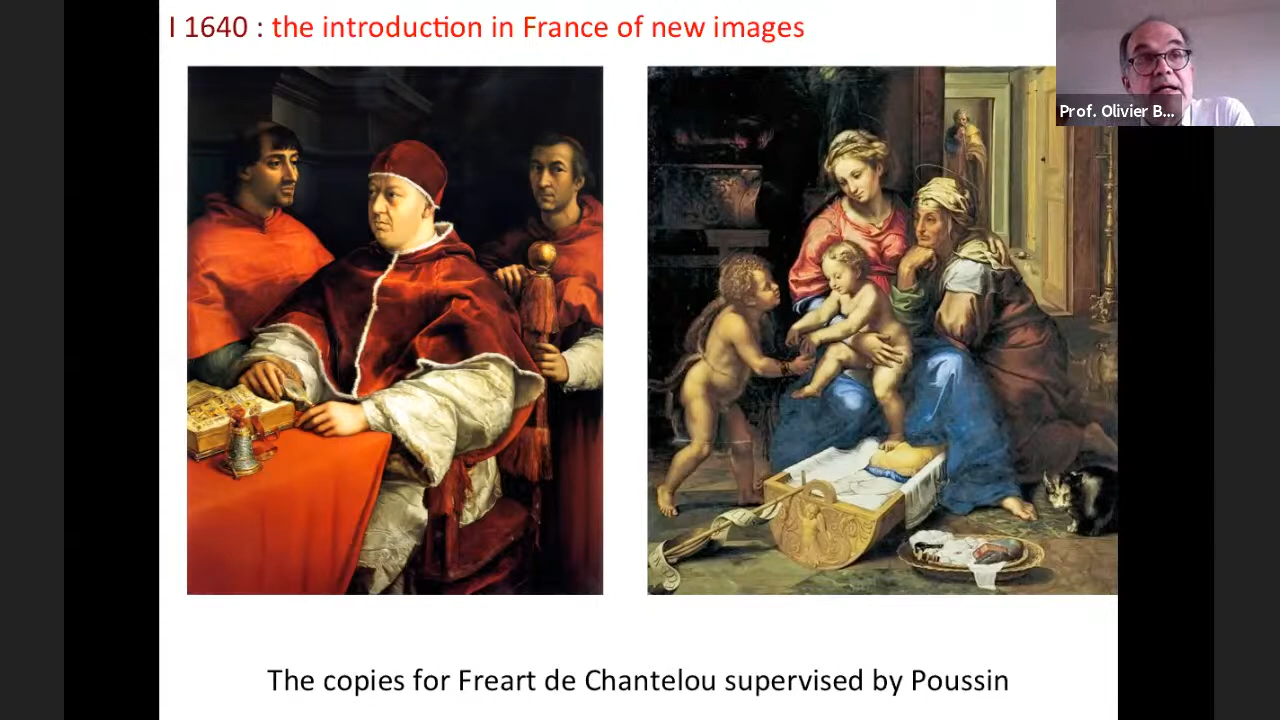 I 1640 : the introduction in France of new images
Prof. Olivier B...
The copies for Freart de Chantelou supervised by Poussin